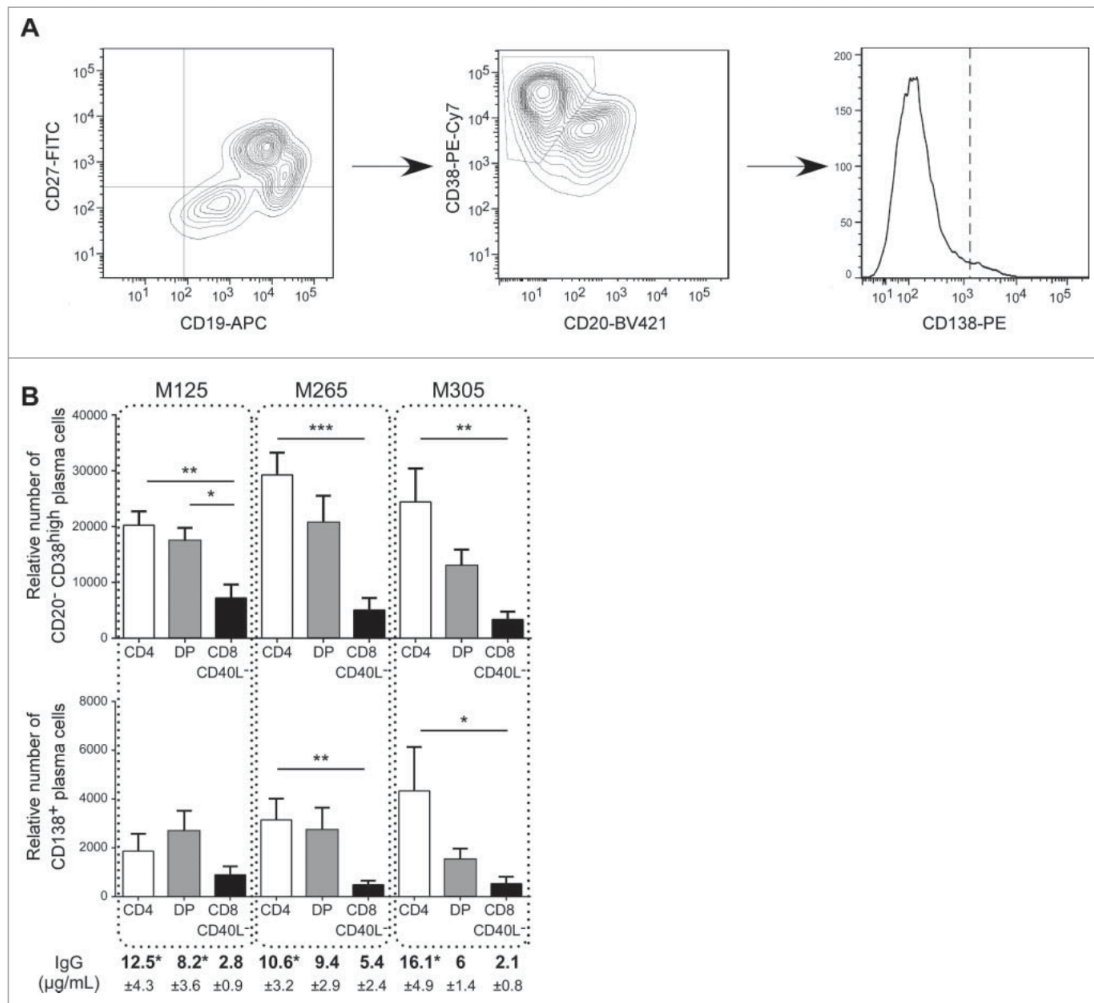 A
CD27-FITC
10⁵
10⁴
10³
10²
10¹
10¹ 10² 10³ 10⁴ 10⁵
CD19-APC
CD38-PE-Cy7
10⁵
10⁴
10³
10²
10¹
10¹ 10² 10³ 10⁴ 10⁵
CD20-BV421
200
150
100
50
0
10¹ 10² 10³ 10⁴ 10⁵
CD138-PE
B
M125 M265 M305
Relative number of
CD20⁻ CD38high plasma cells
40000
30000
20000
10000
0
** *** **
*
CD4 DP CD8 CD4 DP CD8 CD4 DP CD8
CD40L⁻ CD40L⁻ CD40L⁻
Relative number of
CD138⁺ plasma cells
8000
6000
4000
2000
0
** *
CD4 DP CD8 CD4 DP CD8 CD4 DP CD8
CD40L⁻ CD40L⁻ CD40L⁻
IgG 12.5* 8.2* 2.8 10.6* 9.4 5.4 16.1* 6 2.1
(µg/mL) ±4.3 ±3.6 ±0.9 ±3.2 ±2.9 ±2.4 ±4.9 ±1.4 ±0.8